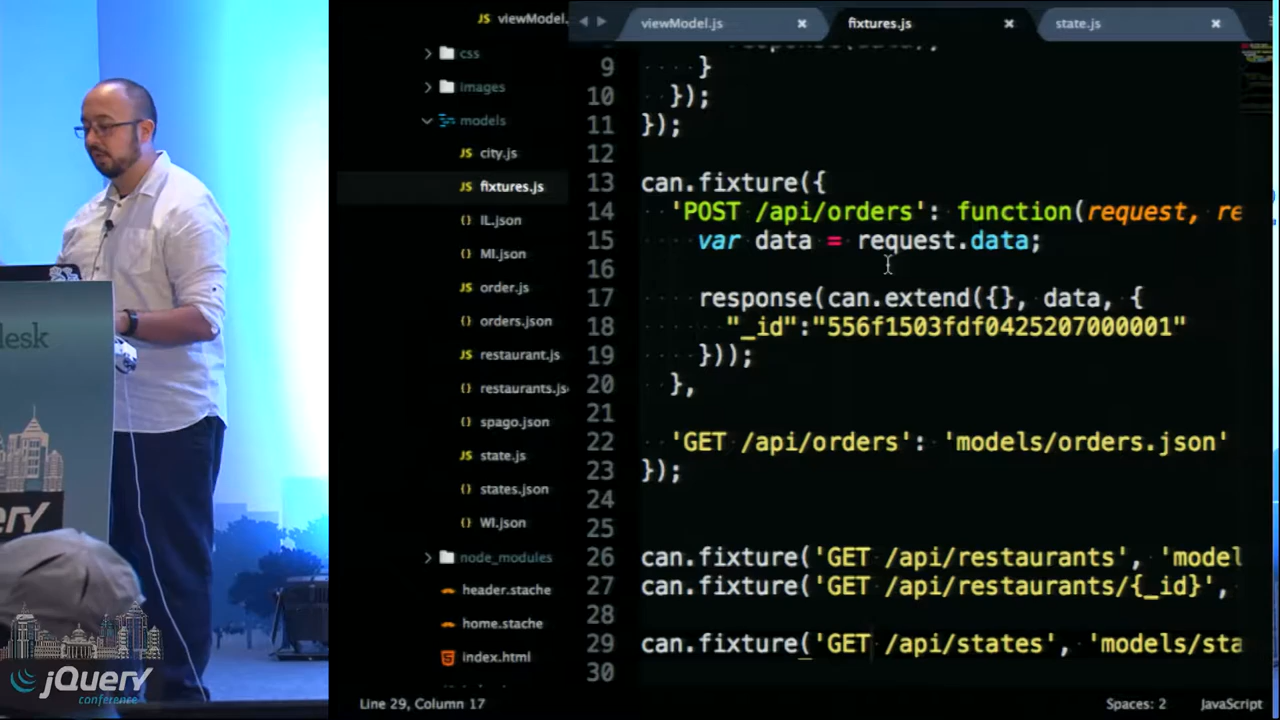 viewModel.
css
images
models
city.js
fixtures.js
IL.json
MI.json
order.js
orders.json
restaurant.js
restaurants.js
spago.json
state.js
states.json
WI.json
node_modules
header.stache
home.stache
index.html
viewModel.js
fixtures.js
state.js
9 }
10 });
11 });
12
13 can.fixture({
14 'POST /api/orders': function(request, re
15 var data = request.data;
16
17 response(can.extend({}, data, {
18 "_id":"556f1503fdf0425207000001"
19 }));
20 },
21
22 'GET /api/orders': 'models/orders.json'
23 });
24
25
26 can.fixture('GET /api/restaurants', 'model
27 can.fixture('GET /api/restaurants/{_id}',
28
29 can.fixture('GET /api/states', 'models/sta
30
Line 29, Column 17
Spaces: 2
JavaScript
desk
ery
jQuery
conference